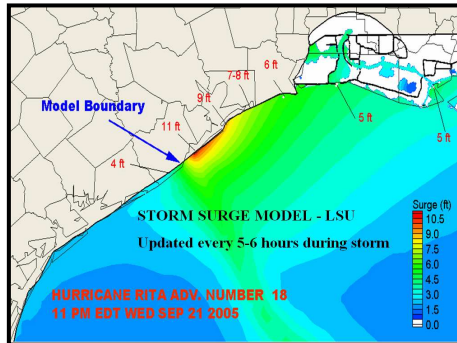 6 ft
7-8 ft
9 ft
Model Boundary
11 ft
5 ft
5 ft
4 ft
STORM SURGE MODEL - LSU
Updated every 5-6 hours during storm
HURRICANE RITA ADV. NUMBER 18
11 PM EDT WED SEP 21 2005
Surge (ft)
10.5
9.0
7.5
6.0
4.5
3.0
1.5
0.0